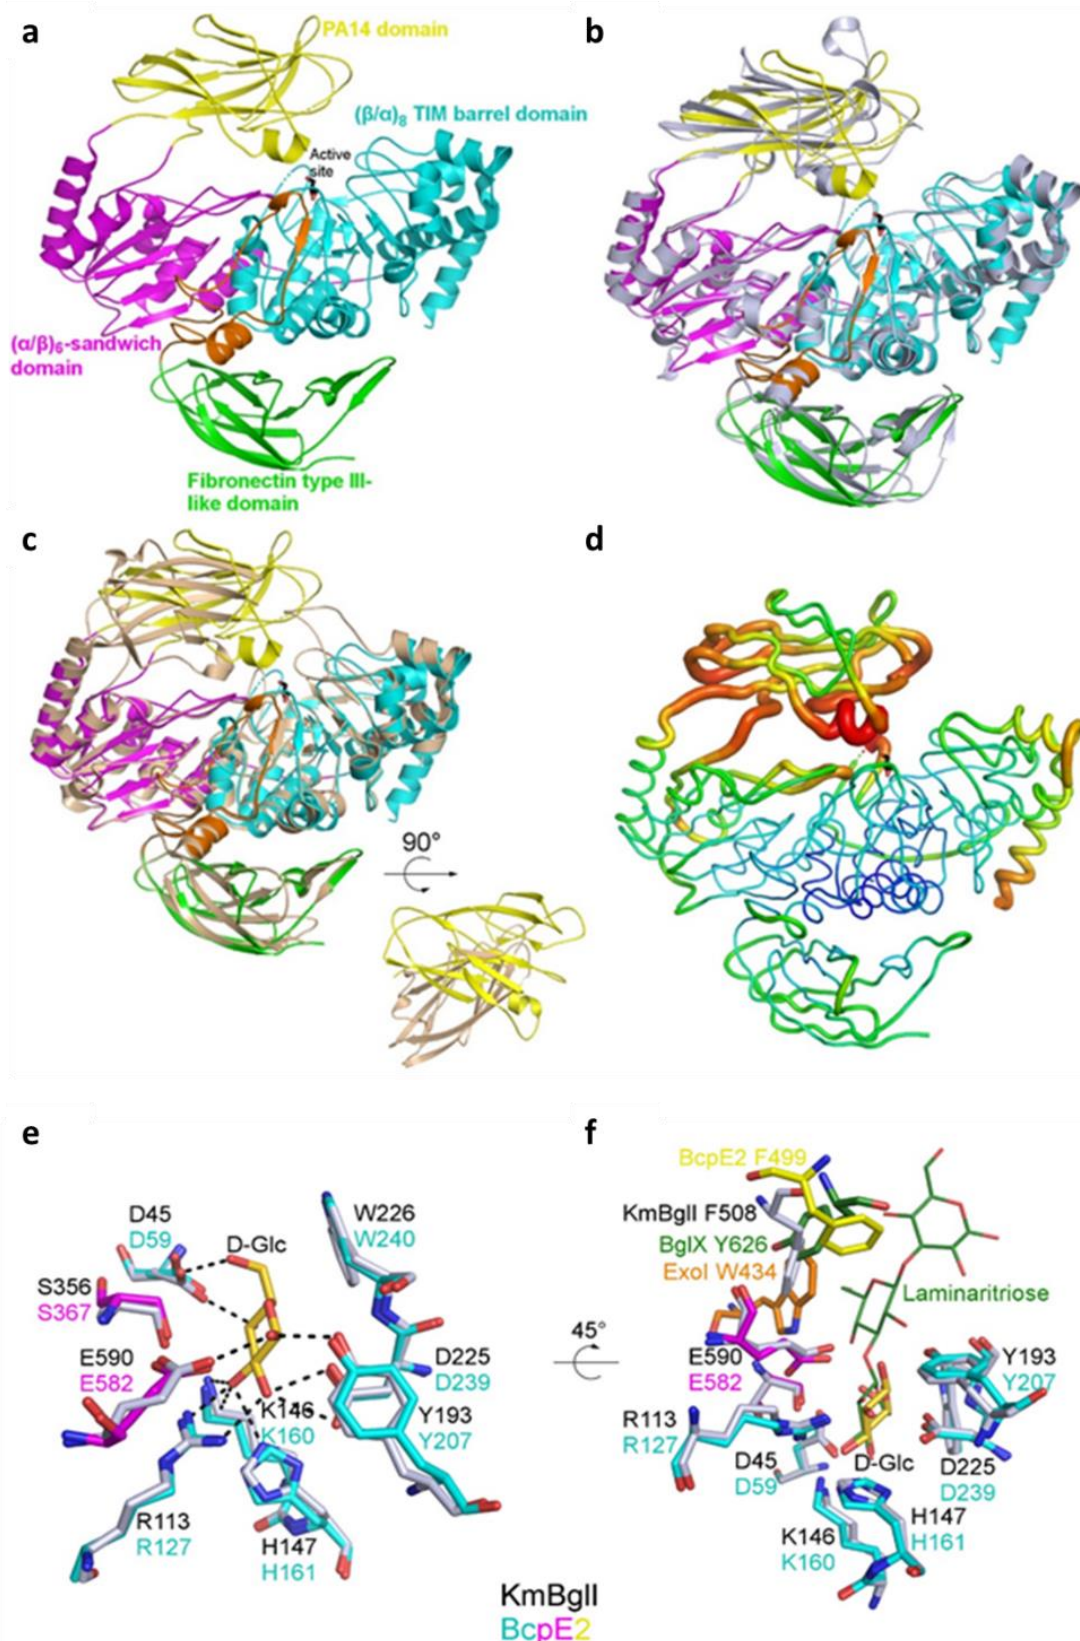 a
PA14 domain
(β/α)₈ TIM barrel domain
Active
site
(α/β)₆-sandwich
domain
Fibronectin type III-
like domain
b
c
90°
d
e
D45
D59
D-Glc
W226
W240
S356
S367
E590
E582
D225
D239
K146
K160
Y193
Y207
R113
R127
H147
H161
KmBglI
BcpE2
45°
f
BcpE2 F499
KmBglI F508
BglX Y626
ExoI W434
Laminaritriose
E590
E582
Y193
Y207
R113
R127
D45
D59
D-Glc
D225
D239
K146
K160
H147
H161